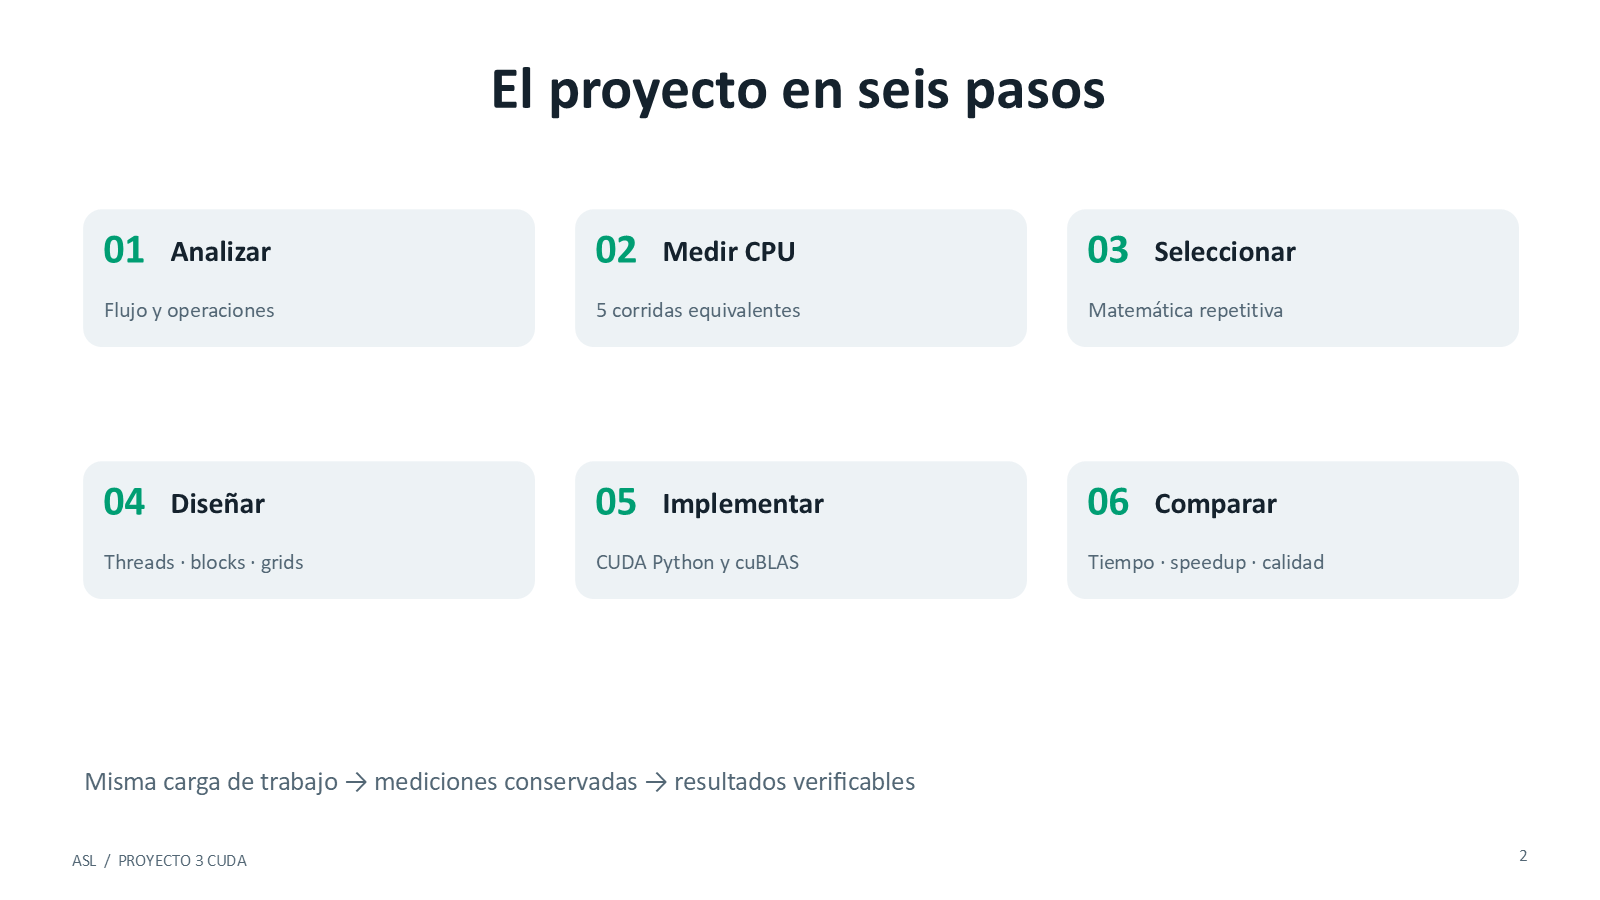 El proyecto en seis pasos
01 Analizar
Flujo y operaciones
02 Medir CPU
5 corridas equivalentes
03 Seleccionar
Matemática repetitiva
04 Diseñar
Threads · blocks · grids
05 Implementar
CUDA Python y cuBLAS
06 Comparar
Tiempo · speedup · calidad
Misma carga de trabajo → mediciones conservadas → resultados verificables
ASL / PROYECTO 3 CUDA
2